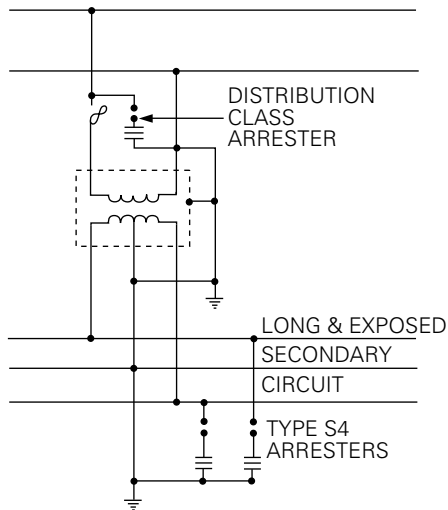 DISTRIBUTION
CLASS
ARRESTER
LONG & EXPOSED
SECONDARY
CIRCUIT
TYPE S4
ARRESTERS